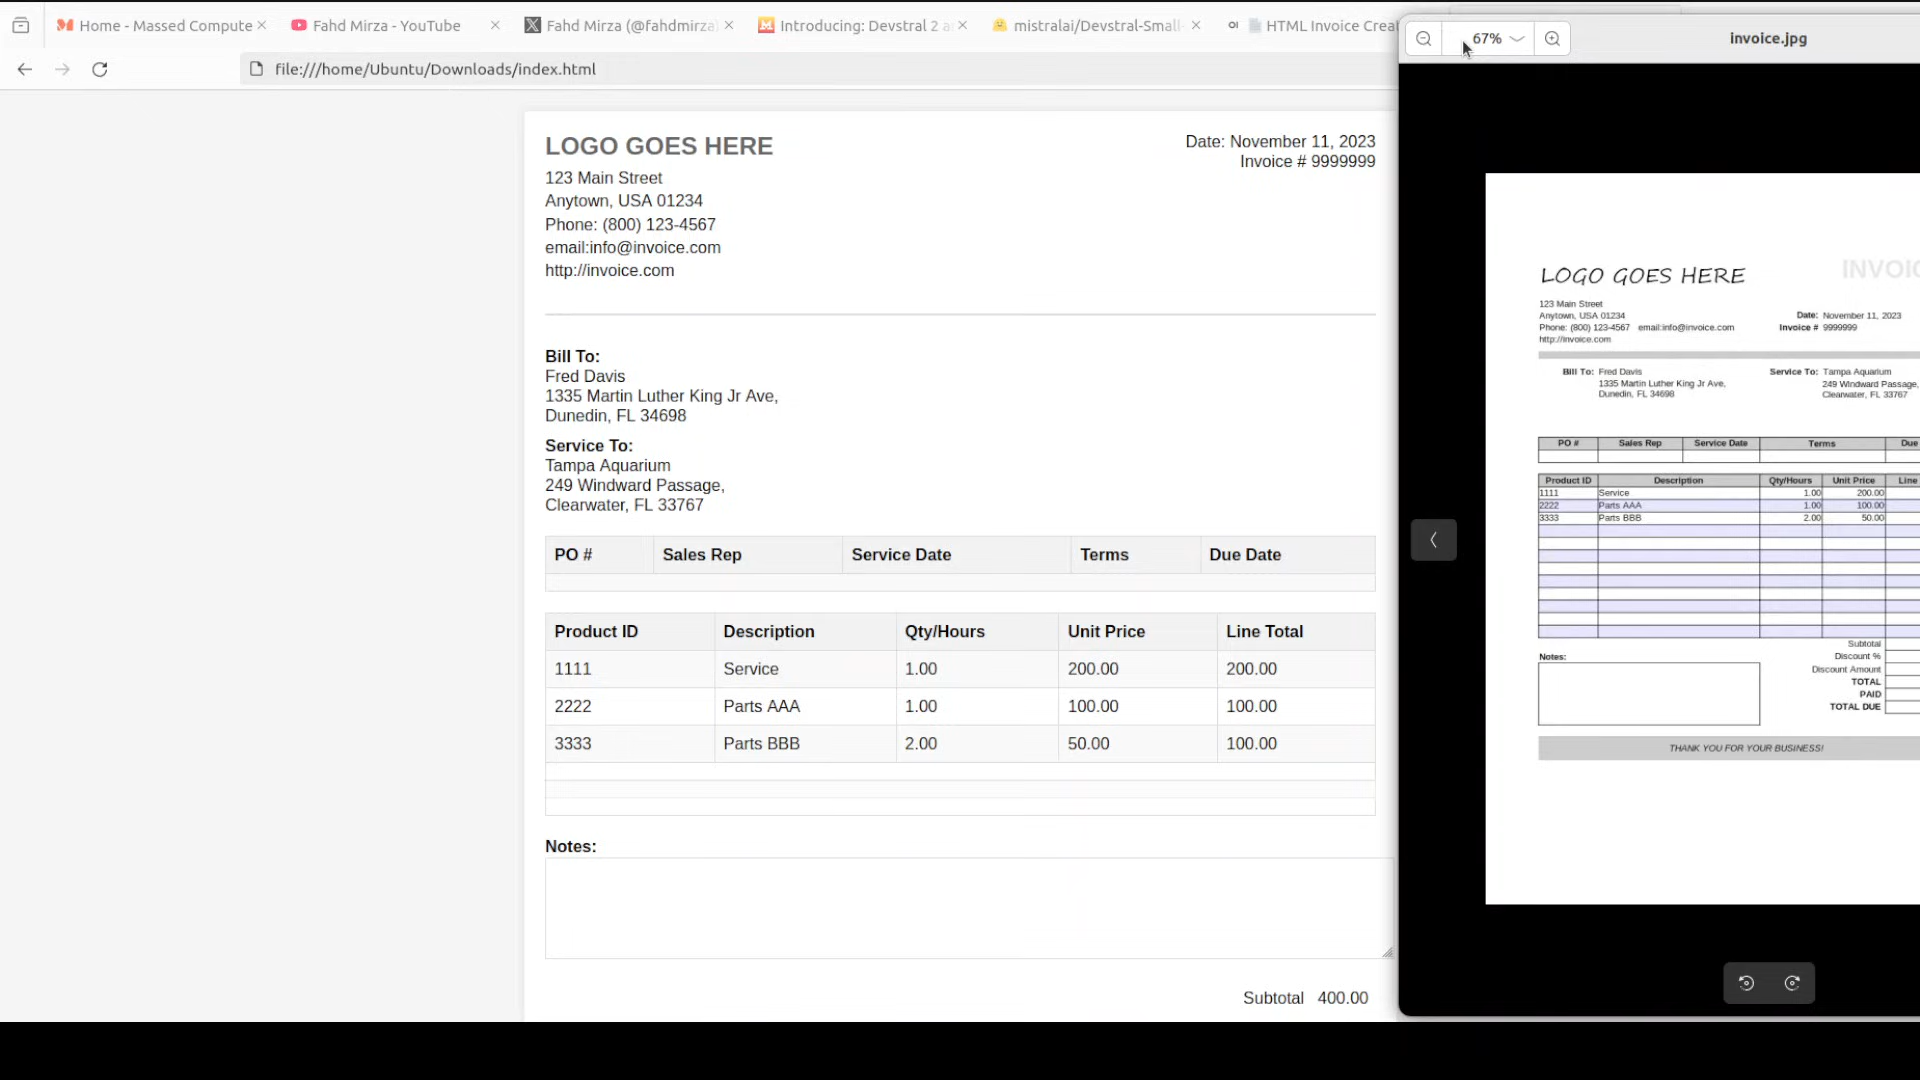 Home - Massed Compute
Fahd Mirza - YouTube
Fahd Mirza (@fahdmirza)
Introducing: Devstral 2 a
mistralai/Devstral-Small-
OI
HTML Invoice Crea
file:///home/Ubuntu/Downloads/index.html
LOGO GOES HERE
Date: November 11, 2023
Invoice # 9999999
123 Main Street
Anytown, USA 01234
Phone: (800) 123-4567
email:info@invoice.com
http://invoice.com
Bill To:
Fred Davis
1335 Martin Luther King Jr Ave,
Dunedin, FL 34698
Service To:
Tampa Aquarium
249 Windward Passage,
Clearwater, FL 33767
PO # Sales Rep Service Date Terms Due Date
Product ID Description Qty/Hours Unit Price Line Total
1111 Service 1.00 200.00 200.00
2222 Parts AAA 1.00 100.00 100.00
3333 Parts BBB 2.00 50.00 100.00
Notes:
Subtotal 400.00
67%
invoice.jpg
INVOIC
LOGO GOES HERE
123 Main Street
Anytown, USA 01234 Date: November 11, 2023
Phone: (800) 123-4567 email:info@invoice.com Invoice # 9999999
http://invoice.com
Bill To: Fred Davis Service To: Tampa Aquarium
1335 Martin Luther King Jr Ave, 249 Windward Passage,
Dunedin, FL 34698 Clearwater, FL 33767
PO # Sales Rep Service Date Terms Due
Product ID Description Qty/Hours Unit Price Line
1111 Service 1.00 200.00
2222 Parts AAA 1.00 100.00
3333 Parts BBB 2.00 50.00
Subtotal
Notes: Discount %
Discount Amount
TOTAL
PAID
TOTAL DUE
THANK YOU FOR YOUR BUSINESS!